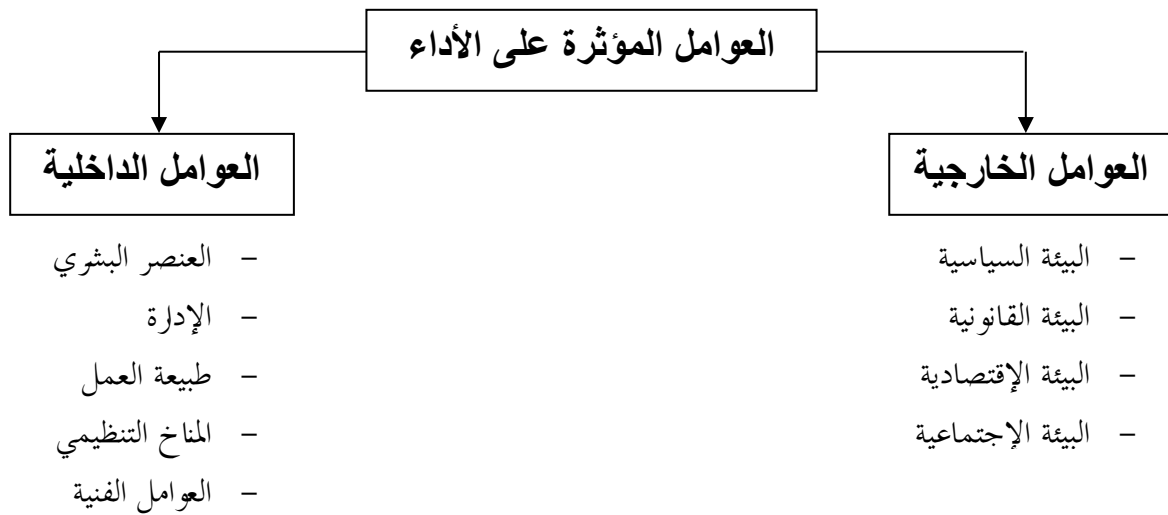 العوامل المؤثرة على الأداء
العوامل الخارجية
– البيئة السياسية
– البيئة القانونية
– البيئة الإقتصادية
– البيئة الإجتماعية
العوامل الداخلية
– العنصر البشري
– الإدارة
– طبيعة العمل
– المناخ التنظيمي
– العوامل الفنية